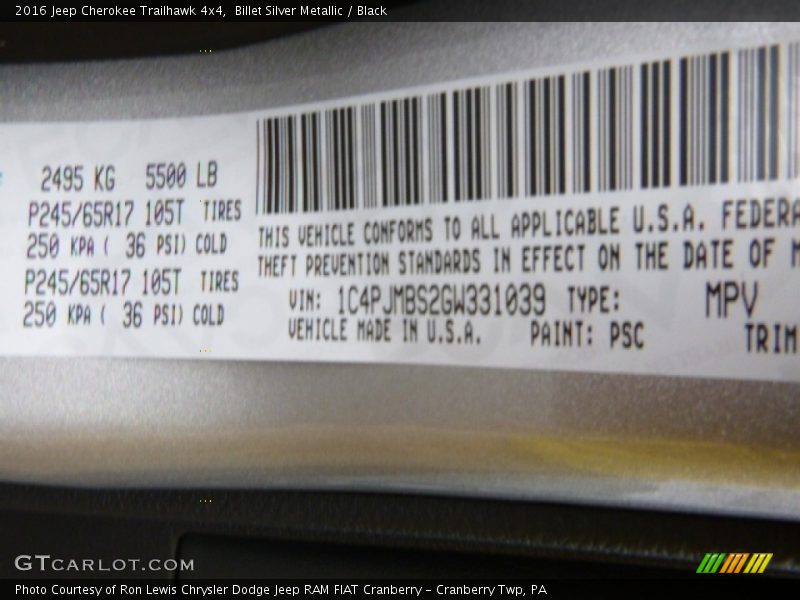 2016 Jeep Cherokee Trailhawk 4x4, Billet Silver Metallic / Black
2495 KG 5500 LB
P245/65R17 105T TIRES
250 KPA ( 36 PSI) COLD
P245/65R17 105T TIRES
250 KPA ( 36 PSI) COLD
THIS VEHICLE CONFORMS TO ALL APPLICABLE U.S.A. FEDERA
THEFT PREVENTION STANDARDS IN EFFECT ON THE DATE OF M
VIN: 1C4PJMBS2GW331039 TYPE: MPV
VEHICLE MADE IN U.S.A. PAINT: PSC TRIM
GTCARLOT.COM
Photo Courtesy of Ron Lewis Chrysler Dodge Jeep RAM FIAT Cranberry - Cranberry Twp, PA